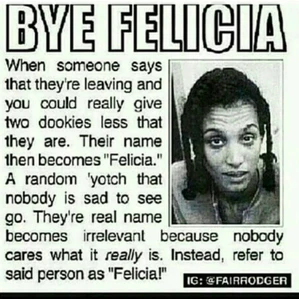 BYE FELICIA
When someone says
that they're leaving and
you could really give
two dookies less that
they are. Their name
then becomes "Felicia."
A random 'yotch that
nobody is sad to see
go. They're real name
becomes irrelevant because nobody
cares what it really is. Instead, refer to
said person as "Felicia!"
IG: @FAIRRODGER